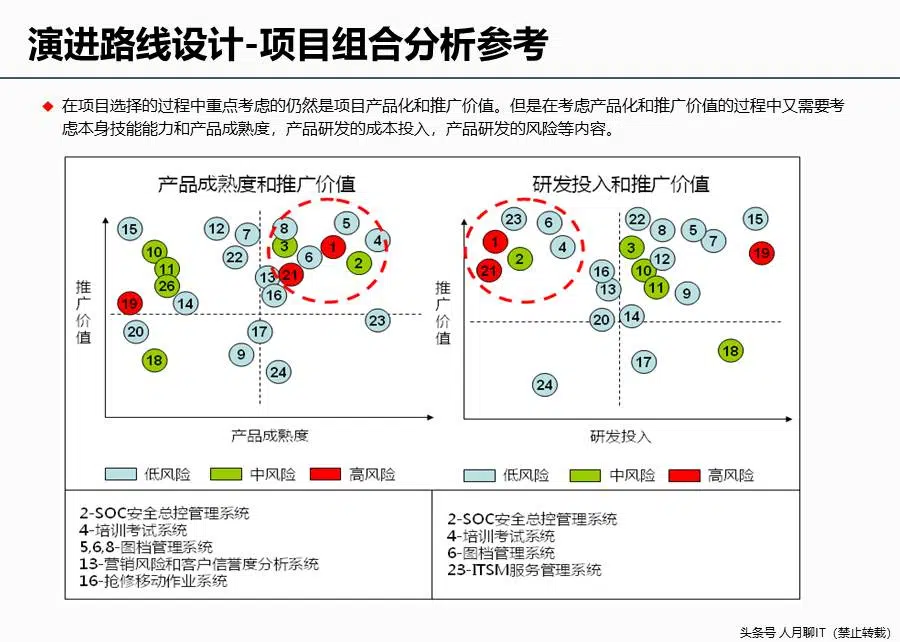 演进路线设计-项目组合分析参考
在项目选择的过程中重点考虑的仍然是项目产品化和推广价值。但是在考虑产品化和推广价值的过程中又需要考
虑本身技能能力和产品成熟度，产品研发的成本投入，产品研发的风险等内容。
产品成熟度和推广价值
15
12
7
8
5
4
3
1
6
2
10
22
11
13
21
26
16
19
14
20
17
23
18
9
24
推广价值
产品成熟度
低风险 中风险 高风险
研发投入和推广价值
23
6
22
8
5
15
7
1
4
3
19
2
12
21
16
10
13
11
9
20
14
17
18
24
推广价值
研发投入
低风险 中风险 高风险
2-SOC安全总控管理系统
4-培训考试系统
5,6,8-图档管理系统
13-营销风险和客户信誉度分析系统
16-抢修移动作业系统
2-SOC安全总控管理系统
4-培训考试系统
6-图档管理系统
23-ITSM服务管理系统
头条号 人月聊IT（禁止转载）